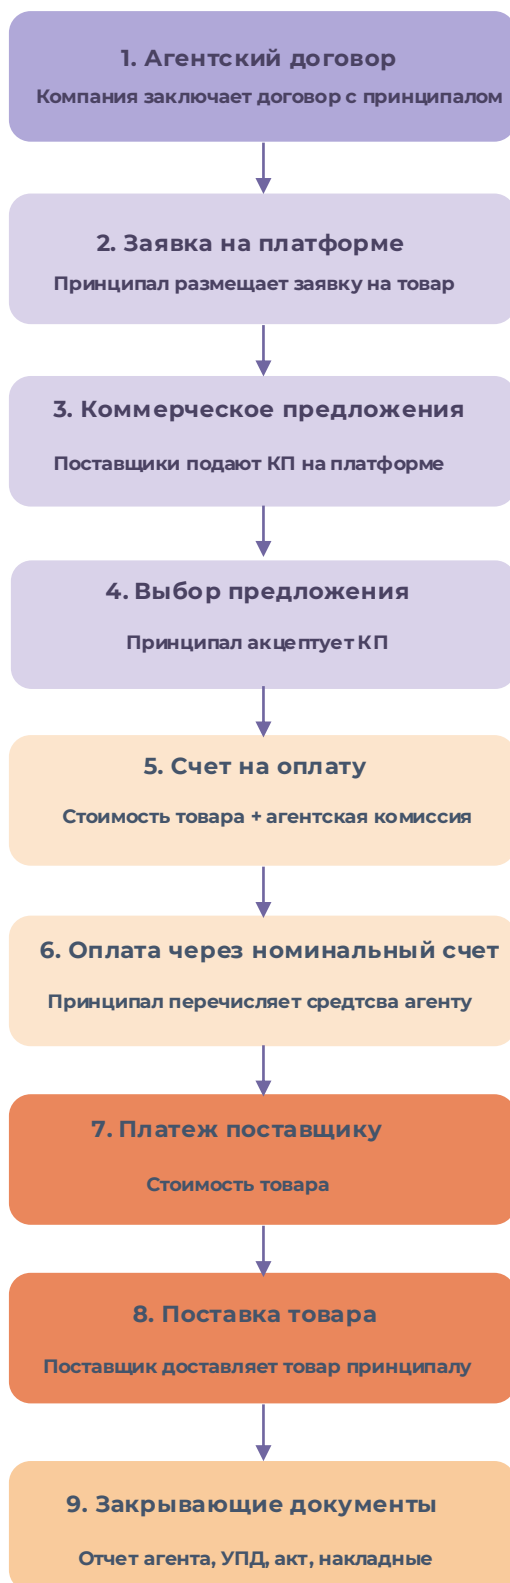 1. Агентский договор
Компания заключает договор с принципалом
2. Заявка на платформе
Принципал размещает заявку на товар
3. Коммерческое предложения
Поставщики подают КП на платформе
4. Выбор предложения
Принципал акцептует КП
5. Счет на оплату
Стоимость товара + агентская комиссия
6. Оплата через номинальный счет
Принципал перечисляет средтсва агенту
7. Платеж поставщику
Стоимость товара
8. Поставка товара
Поставщик доставляет товар принципалу
9. Закрывающие документы
Отчет агента, УПД, акт, накладные